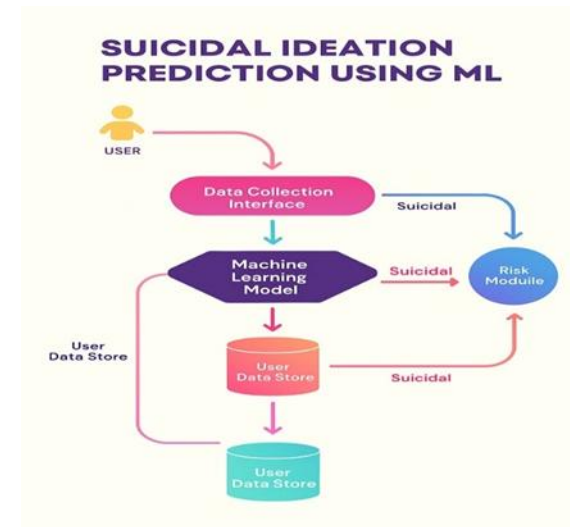 SUICIDAL IDEATION
PREDICTION USING ML
USER
Data Collection
Interface
Suicidal
Machine
Learning
Model
Suicidal
Risk
Moduile
User
Data Store
User
Data Store
Suicidal
User
Data Store